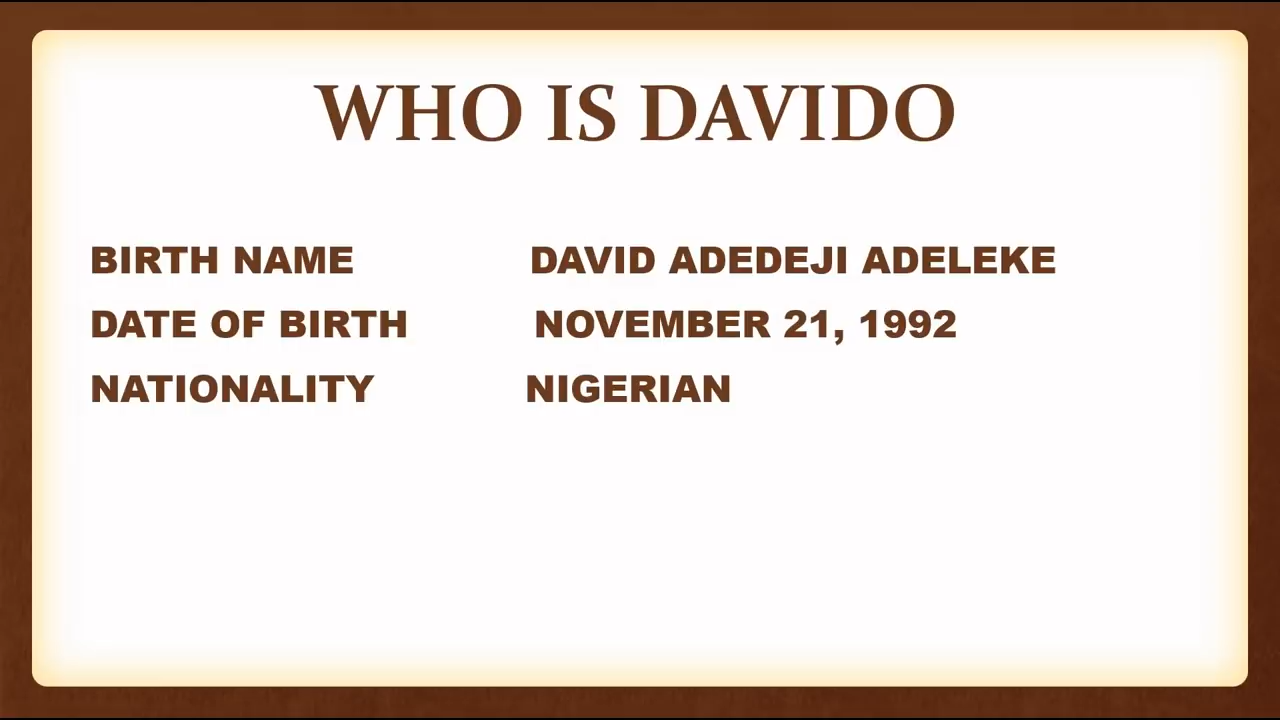 WHO IS DAVIDO
BIRTH NAME DAVID ADEDEJI ADELEKE
DATE OF BIRTH NOVEMBER 21, 1992
NATIONALITY NIGERIAN